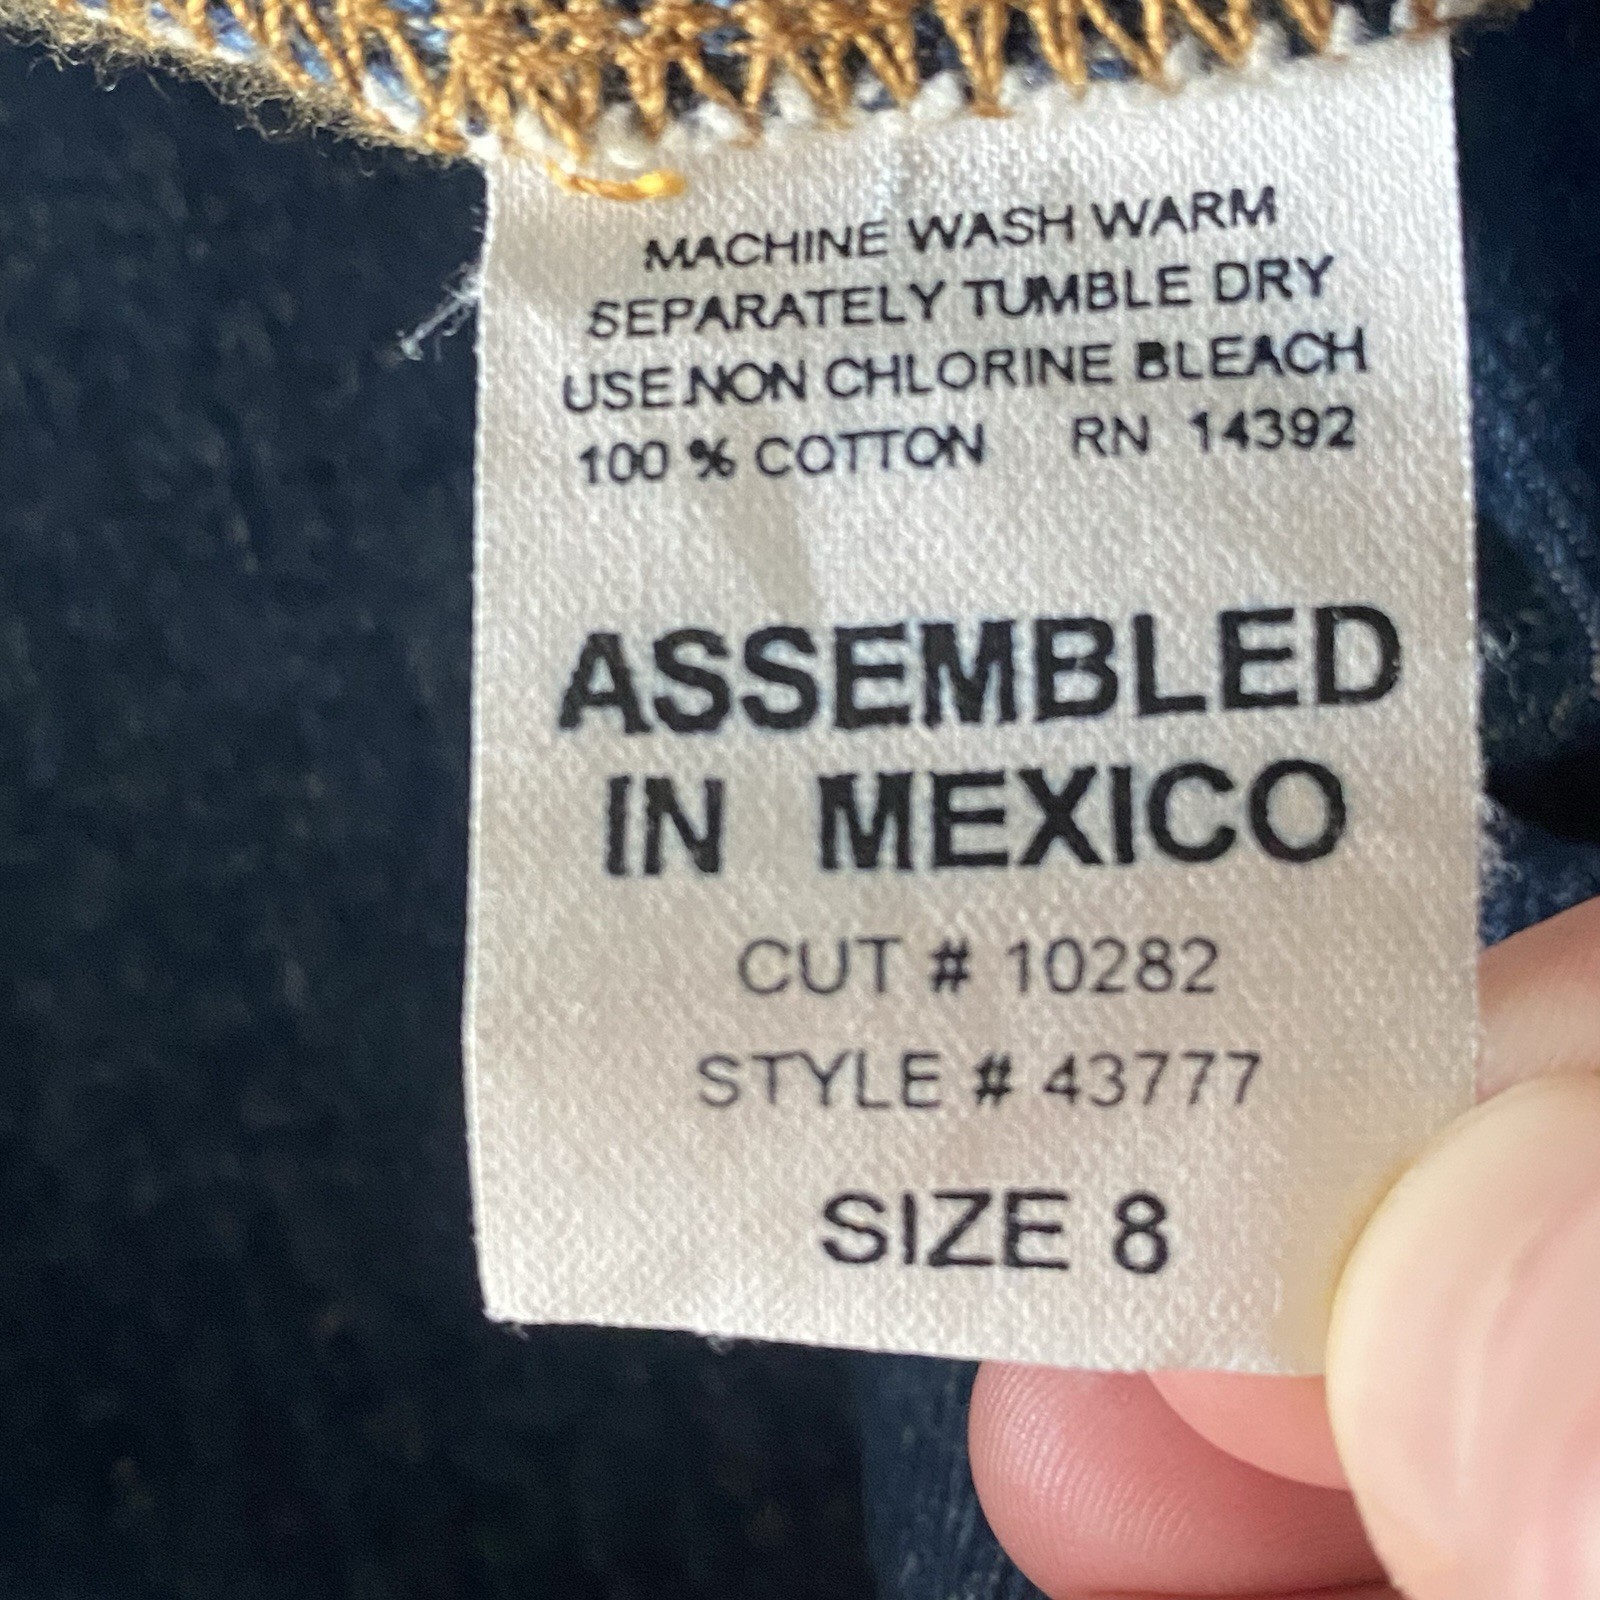 MACHINE WASH WARM
SEPARATELY TUMBLE DRY
USE NON CHLORINE BLEACH
100 % COTTON RN 14392
ASSEMBLED
IN MEXICO
CUT # 10282
STYLE # 43777
SIZE 8